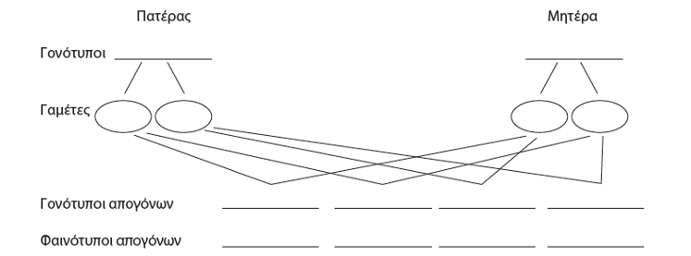 Πατέρας Μητέρα
Γονότυποι
Γαμέτες
Γονότυποι απογόνων
Φαινότυποι απογόνων